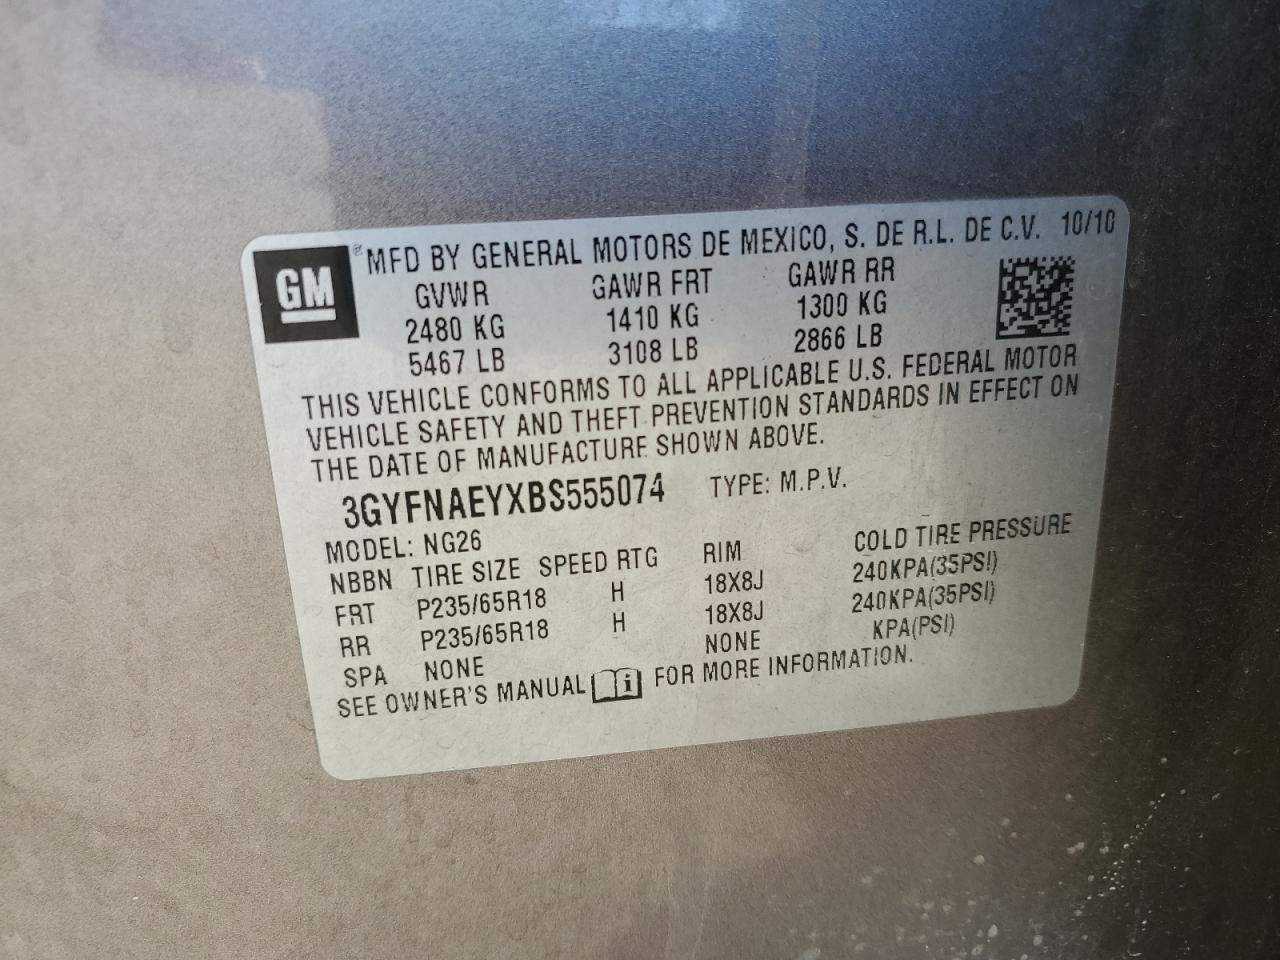 GM ® MFD BY GENERAL MOTORS DE MEXICO, S. DE R.L. DE C.V. 10/10
GVWR GAWR FRT GAWR RR
2480 KG 1410 KG 1300 KG
5467 LB 3108 LB 2866 LB
THIS VEHICLE CONFORMS TO ALL APPLICABLE U.S. FEDERAL MOTOR
VEHICLE SAFETY AND THEFT PREVENTION STANDARDS IN EFFECT ON
THE DATE OF MANUFACTURE SHOWN ABOVE.
3GYFNAEYXBS555074 TYPE: M.P.V.
MODEL: NG26
NBBN TIRE SIZE SPEED RTG RIM COLD TIRE PRESSURE
FRT P235/65R18 H 18X8J 240KPA(35PSI)
RR P235/65R18 H 18X8J 240KPA(35PSI)
SPA NONE NONE KPA(PSI)
SEE OWNER'S MANUAL i FOR MORE INFORMATION.